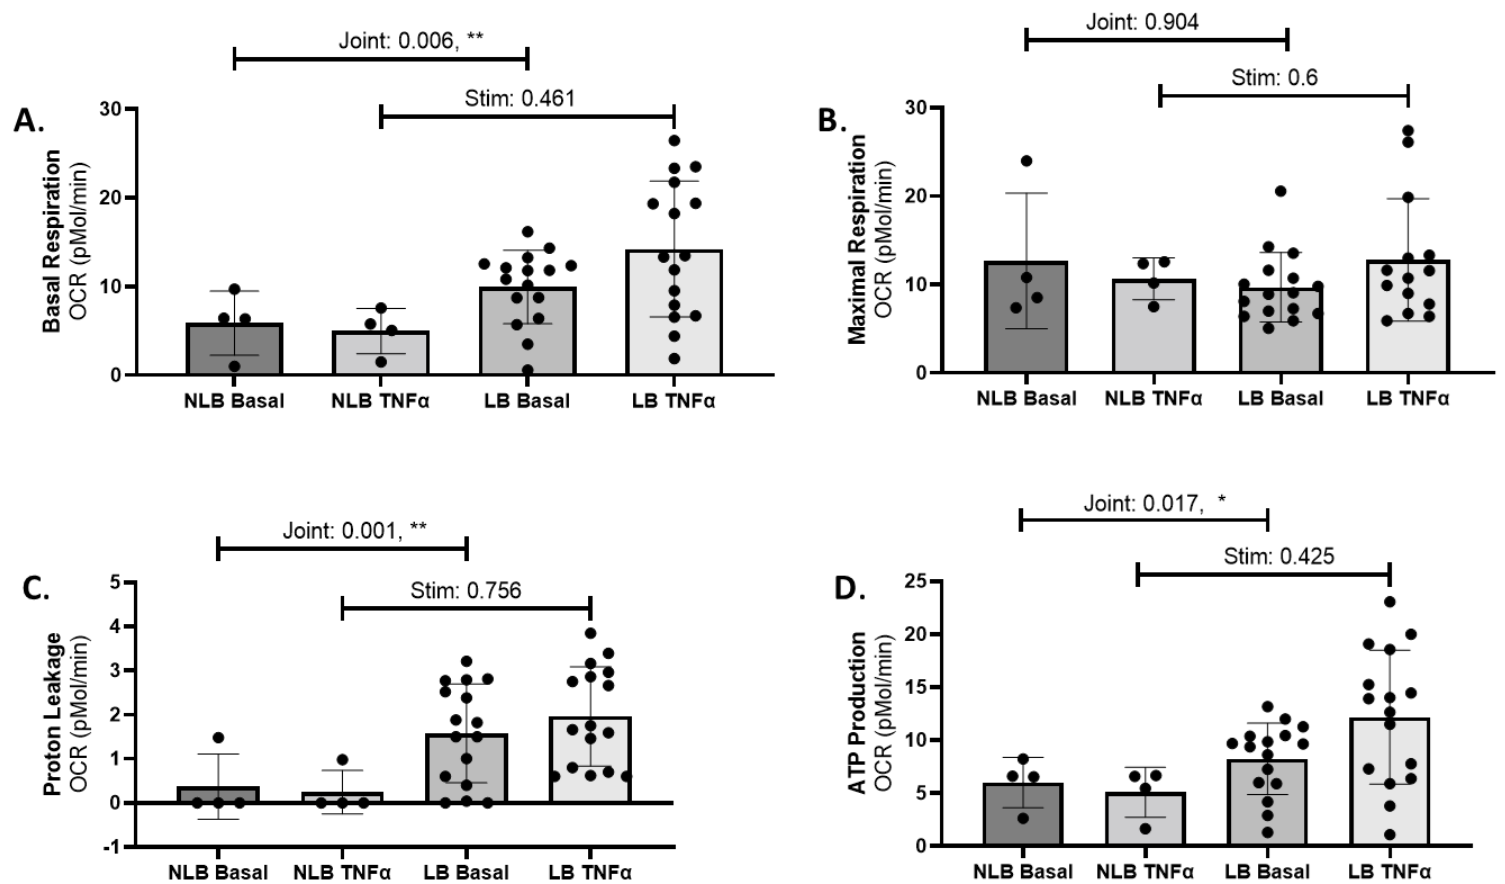 A.
Joint: 0.006, **
Stim: 0.461
Basal Respiration
OCR (pMol/min)
30
20
10
0
NLB Basal NLB TNFα LB Basal LB TNFα
B.
Joint: 0.904
Stim: 0.6
Maximal Respiration
OCR (pMol/min)
30
20
10
0
NLB Basal NLB TNFα LB Basal LB TNFα
C.
Joint: 0.001, **
Stim: 0.756
Proton Leakage
OCR (pMol/min)
5
4
3
2
1
0
-1
NLB Basal NLB TNFα LB Basal LB TNFα
D.
Joint: 0.017, *
Stim: 0.425
ATP Production
OCR (pMol/min)
25
20
15
10
5
0
NLB Basal NLB TNFα LB Basal LB TNFα